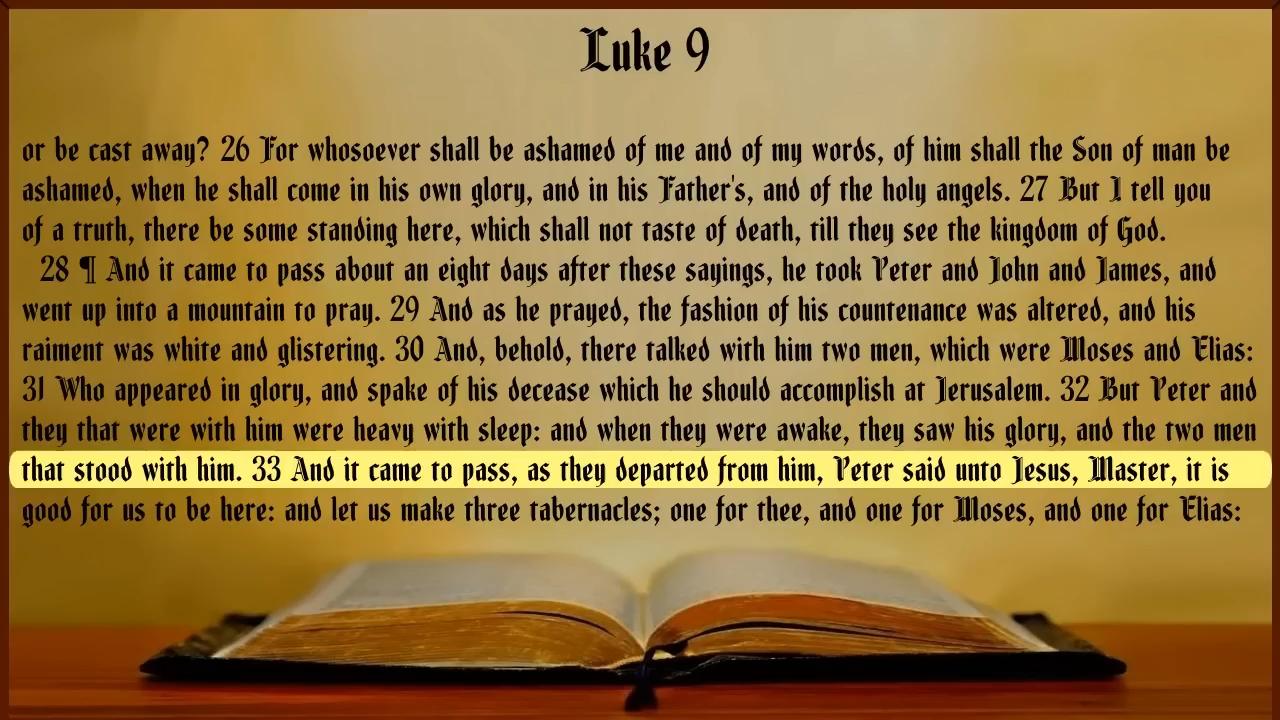 Luke 9
or be cast away? 26 For whosoever shall be ashamed of me and of my words, of him shall the Son of man be
ashamed, when he shall come in his own glory, and in his Father's, and of the holy angels. 27 But I tell you
of a truth, there be some standing here, which shall not taste of death, till they see the kingdom of God.
28 ¶ And it came to pass about an eight days after these sayings, he took Peter and John and James, and
went up into a mountain to pray. 29 And as he prayed, the fashion of his countenance was altered, and his
raiment was white and glistering. 30 And, behold, there talked with him two men, which were Moses and Elias:
31 Who appeared in glory, and spake of his decease which he should accomplish at Jerusalem. 32 But Peter and
they that were with him were heavy with sleep: and when they were awake, they saw his glory, and the two men
that stood with him. 33 And it came to pass, as they departed from him, Peter said unto Jesus, Master, it is
good for us to be here: and let us make three tabernacles; one for thee, and one for Moses, and one for Elias: